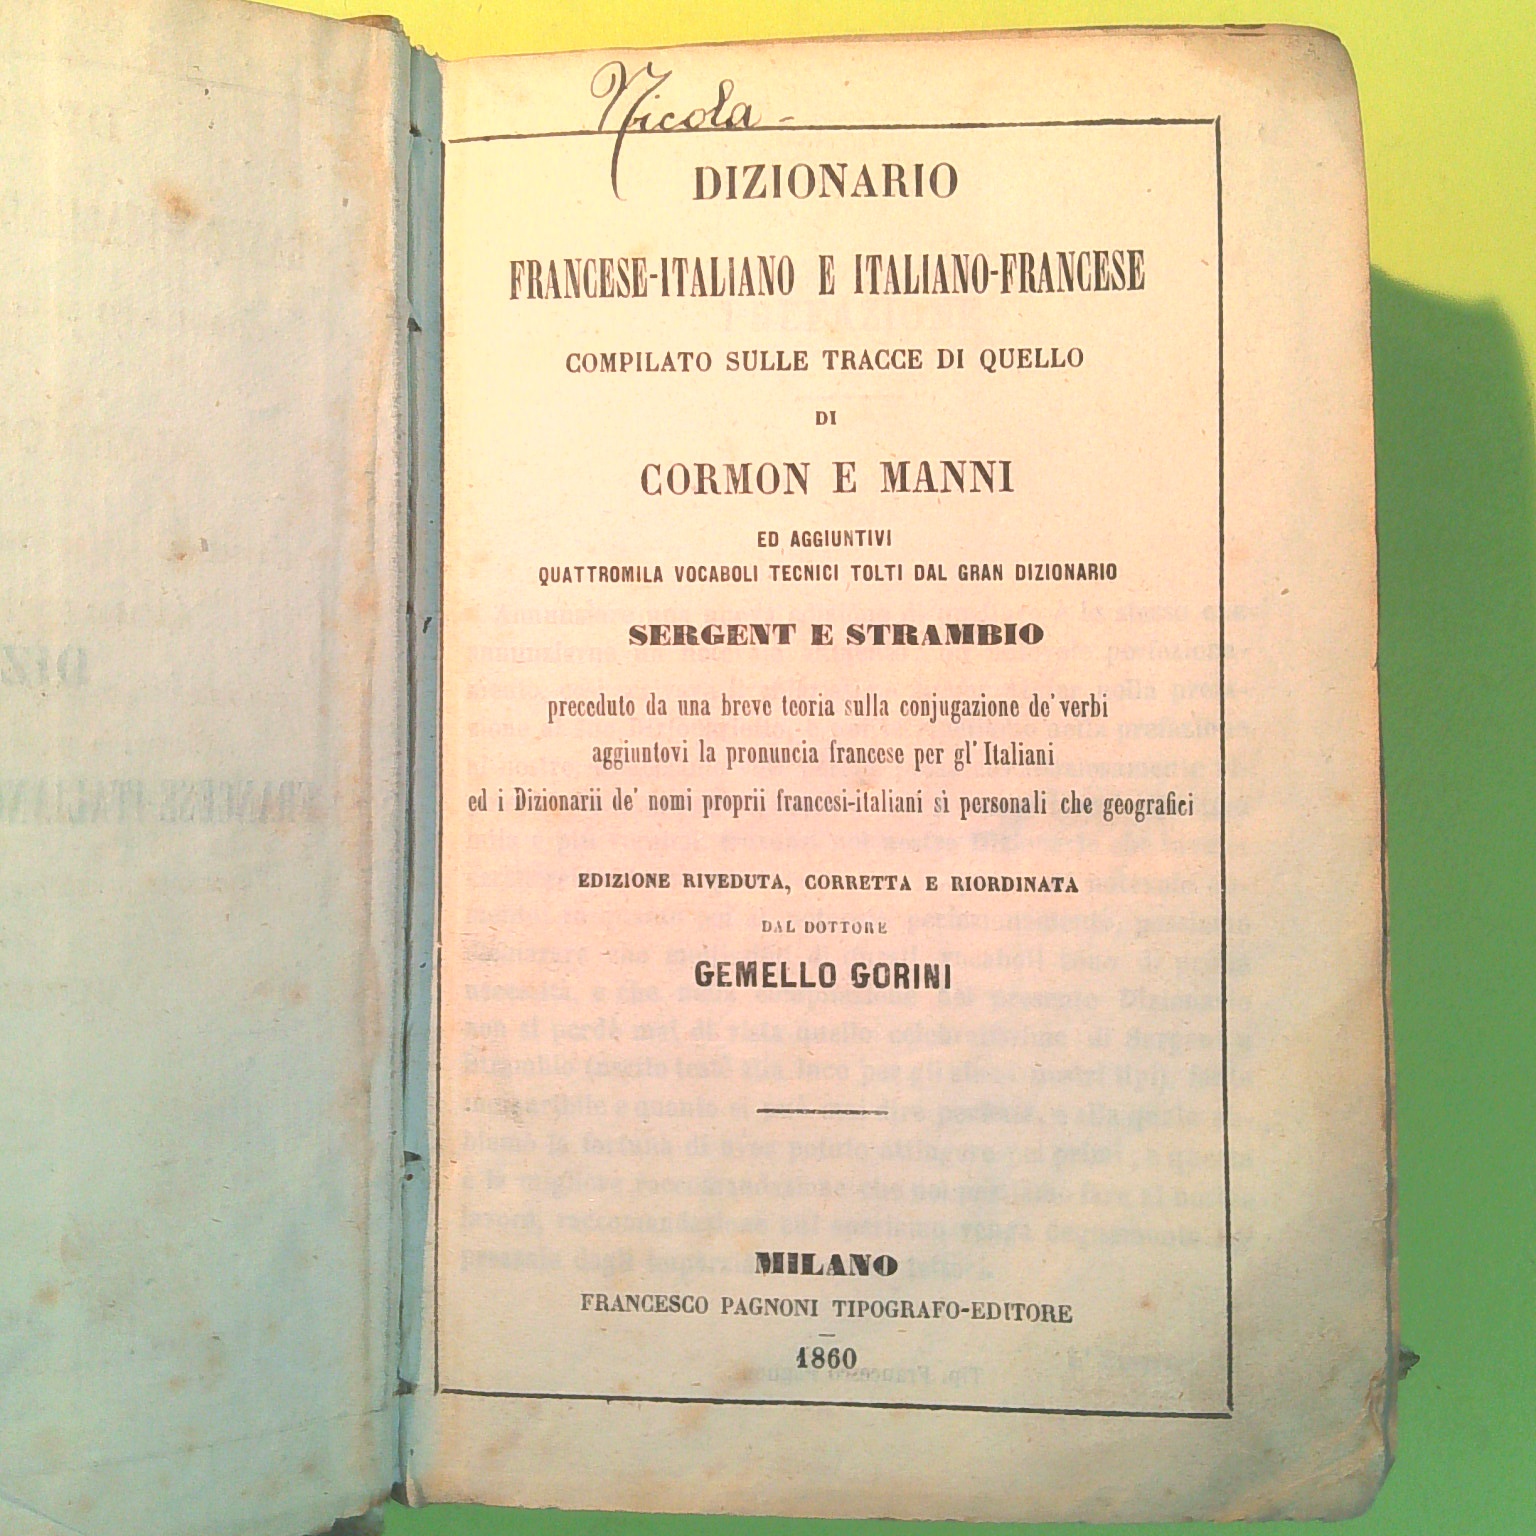 Nicola -
DIZIONARIO
FRANCESE-ITALIANO E ITALIANO-FRANCESE
COMPILATO SULLE TRACCE DI QUELLO
DI
CORMON E MANNI
ED AGGIUNTIVI
QUATTROMILA VOCABOLI TECNICI TOLTI DAL GRAN DIZIONARIO
SERGENT E STRAMBIO
preceduto da una breve teoria sulla conjugazione de' verbi
aggiuntovi la pronuncia francese per gl' Italiani
ed i Dizionarii de' nomi proprii francesi-italiani sì personali che geografici
EDIZIONE RIVEDUTA, CORRETTA E RIORDINATA
DAL DOTTORE
GEMELLO GORINI
MILANO
FRANCESCO PAGNONI TIPOGRAFO-EDITORE
1860